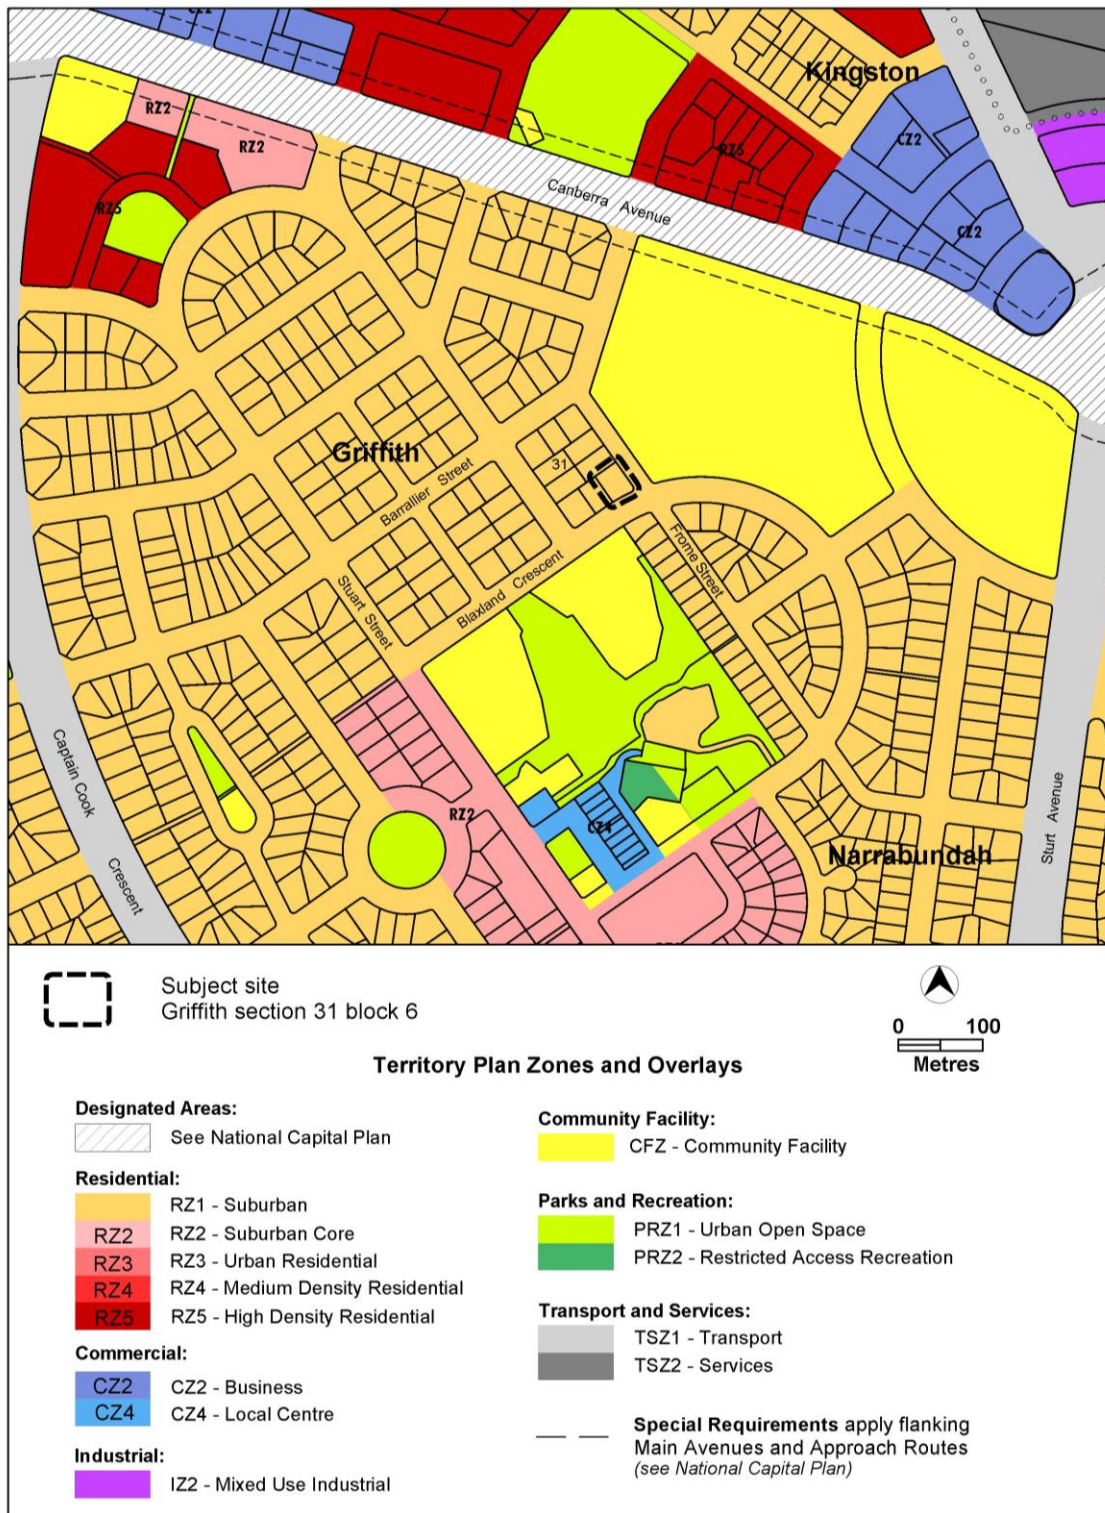 CZ2
Kingston
RZ2
RZ2
CZ2
RZ5
Canberra Avenue
RZ5
CZ2
Griffith
31
Barrallier Street
Frome Street
Blaxland Crescent
Stuart Street
Captain Cook
Crescent
RZ2
CZ4
Narrabundah
Sturt Avenue
Subject site
Griffith section 31 block 6
0 100
Metres
Territory Plan Zones and Overlays
Designated Areas:
See National Capital Plan
Residential:
RZ1 - Suburban
RZ2 RZ2 - Suburban Core
RZ3 RZ3 - Urban Residential
RZ4 RZ4 - Medium Density Residential
RZ5 RZ5 - High Density Residential
Commercial:
CZ2 CZ2 - Business
CZ4 CZ4 - Local Centre
Industrial:
IZ2 - Mixed Use Industrial
Community Facility:
CFZ - Community Facility
Parks and Recreation:
PRZ1 - Urban Open Space
PRZ2 - Restricted Access Recreation
Transport and Services:
TSZ1 - Transport
TSZ2 - Services
Special Requirements apply flanking
Main Avenues and Approach Routes
(see National Capital Plan)